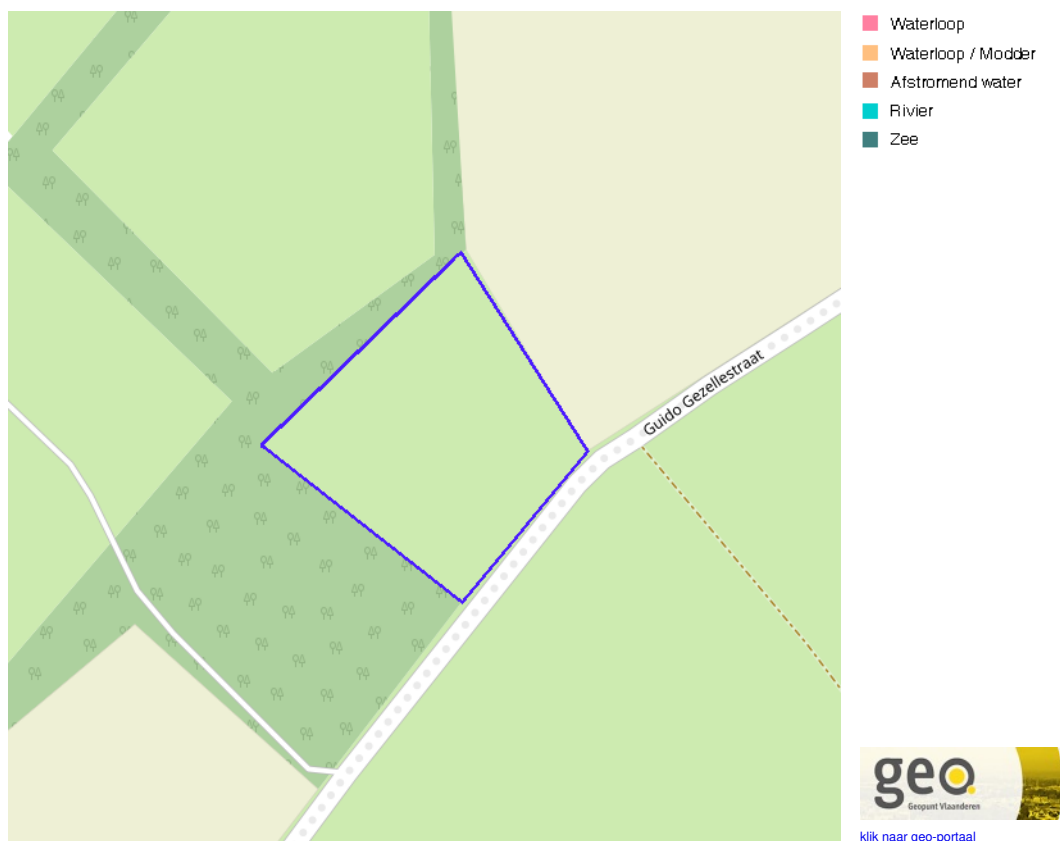 Waterloop
Waterloop / Modder
Afstromend water
Rivier
Zee
Guido Gezellestraat
geo.
Geopunt Vlaanderen
klik naar geo-portaal